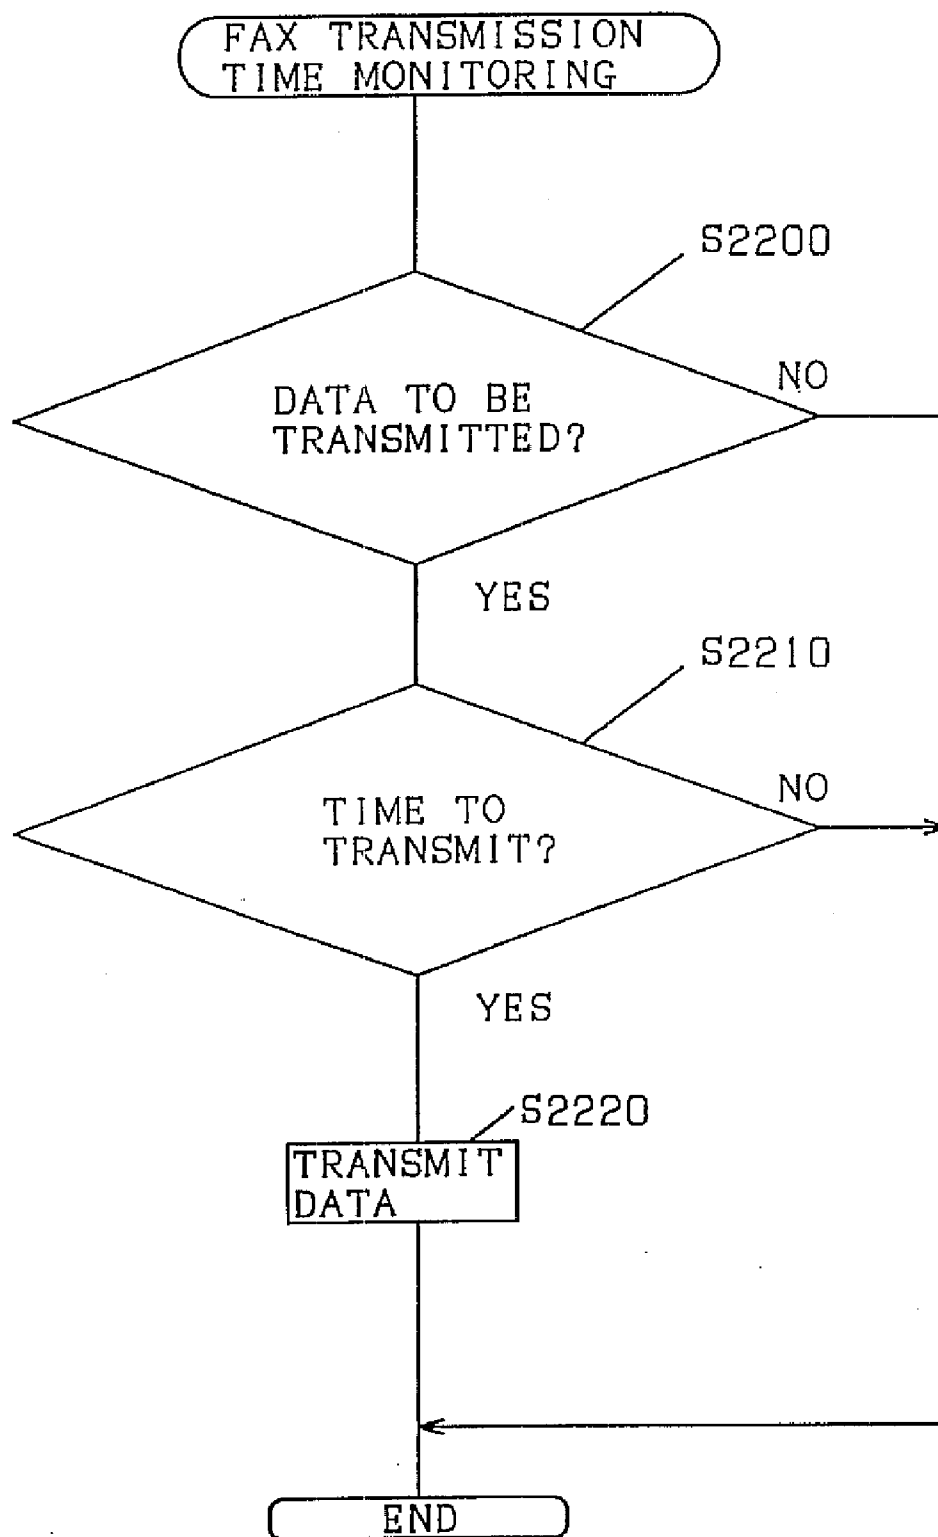 FAX TRANSMISSION
TIME MONITORING
S2200
NO
DATA TO BE
TRANSMITTED?
YES
S2210
NO
TIME TO
TRANSMIT?
YES
S2220
TRANSMIT
DATA
END